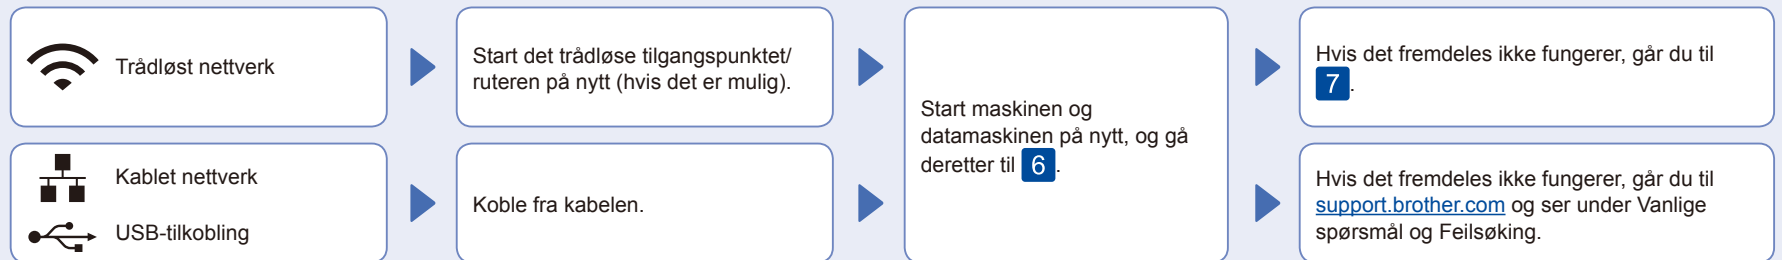 Trådløst nettverk
Start det trådløse tilgangspunktet/
ruteren på nytt (hvis det er mulig).
Start maskinen og
datamaskinen på nytt, og gå
deretter til 6.
Hvis det fremdeles ikke fungerer, går du til
7.
Kablet nettverk
USB-tilkobling
Koble fra kabelen.
Hvis det fremdeles ikke fungerer, går du til
support.brother.com og ser under Vanlige
spørsmål og Feilsøking.